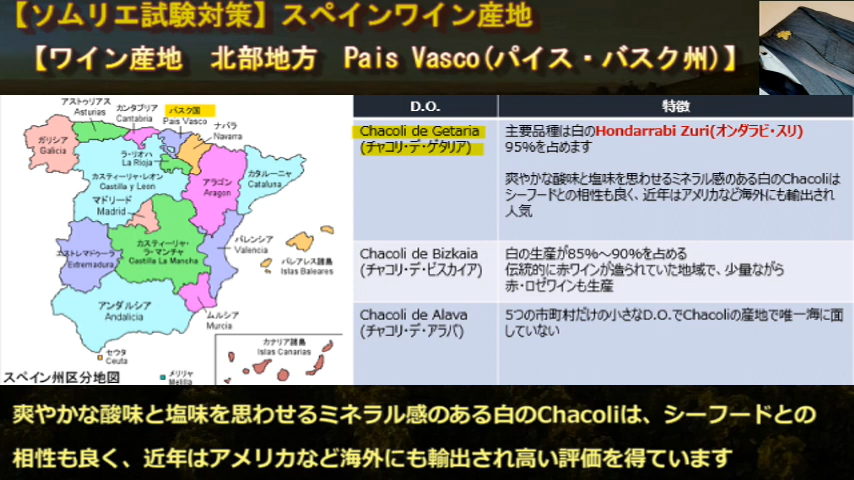 【ソムリエ試験対策】スペインワイン産地
【ワイン産地 北部地方 Pais Vasco(パイス・バスク州)】
アストゥリアス
Asturias
カンタブリア
Cantabria
バスク国
Pais Vasco
ナバラ
Navarra
ガリシア
Galicia
ラ・リオハ
La Rioja
カスティーリャ・レオン
Castilla y Leon
アラゴン
Aragon
カタルーニャ
Cataluna
マドリード
Madrid
エストレマドゥーラ
Extremadura
カスティーリャ・
ラ・マンチャ
Castilla La Mancha
バレンシア
Valencia
バレアレス諸島
Islas Baleares
アンダルシア
Andalicia
ムルシア
Murcia
セウタ
Ceuta
メリリャ
Melilla
カナリア諸島
Islas Canarias
スペイン州区分地図
D.O. 特徴
Chacoli de Getaria
(チャコリ・デ・ゲタリア)
主要品種は白のHondarrabi Zuri(オンダラビ・スリ)
95%を占めます
爽やかな酸味と塩味を思わせるミネラル感のある白のChacoliは
シーフードとの相性も良く、近年はアメリカなど海外にも輸出され
人気
Chacoli de Bizkaia
(チャコリ・デ・ビスカイア)
白の生産が85%～90%を占める
伝統的に赤ワインが造られていた地域で、少量ながら
赤・ロゼワインも生産
Chacoli de Alava
(チャコリ・デ・アラバ)
5つの市町村だけの小さなD.O.でChacoliの産地で唯一海に面
していない
爽やかな酸味と塩味を思わせるミネラル感のある白のChacoliは、シーフードとの
相性も良く、近年はアメリカなど海外にも輸出され高い評価を得ています